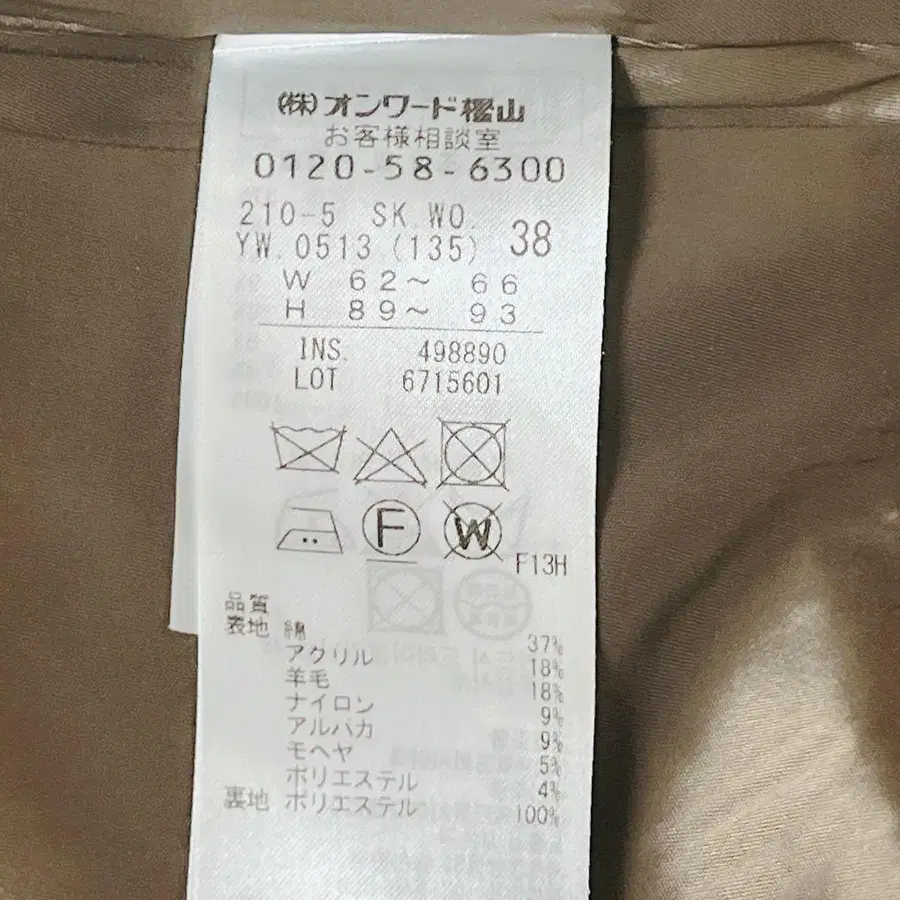 (株)オンワード樫山
お客様相談室
0120-58-6300
210-5 SK.WO.
YW.0513.(135) 38
W 62〜 66
H 89〜 93
INS. 498890
LOT 6715601
F W
F13H
品質
表地 綿 37%
アクリル 18%
羊毛 18%
ナイロン 9%
アルパカ 9%
モヘヤ 5%
ポリエステル 4%
裏地 ポリエステル 100%